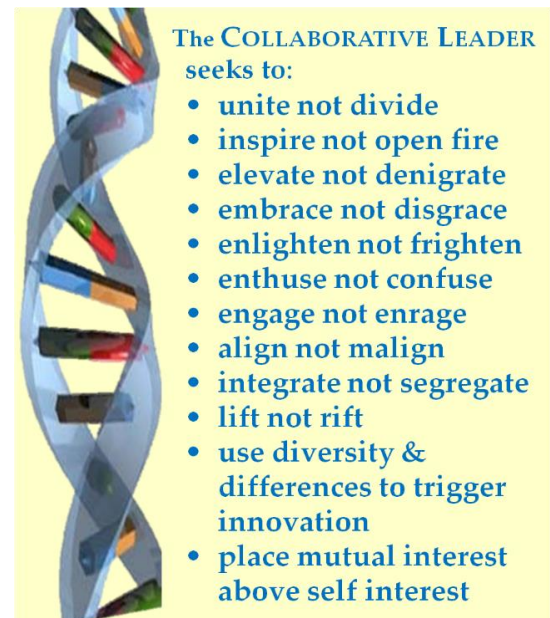 The COLLABORATIVE LEADER
seeks to:
• unite not divide
• inspire not open fire
• elevate not denigrate
• embrace not disgrace
• enlighten not frighten
• enthuse not confuse
• engage not enrage
• align not malign
• integrate not segregate
• lift not rift
• use diversity &
differences to trigger
innovation
• place mutual interest
above self interest